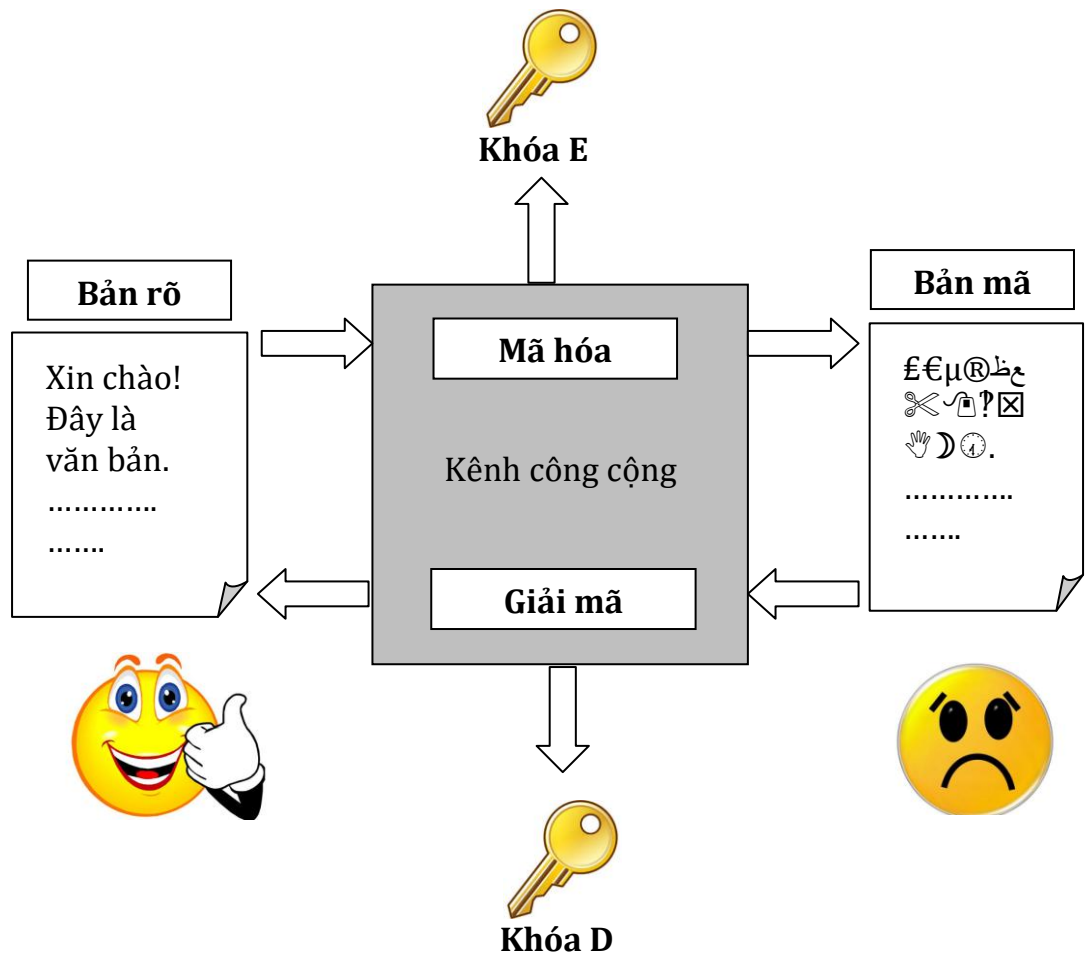 Khóa E
Bản rõ
Bản mã
Xin chào!
Đây là
văn bản.
………….
…….
Mã hóa
Kênh công cộng
Giải mã
₤€µ®ظع
✄🖰‽☒
🖑☽🕢.
………….
…….
Khóa D